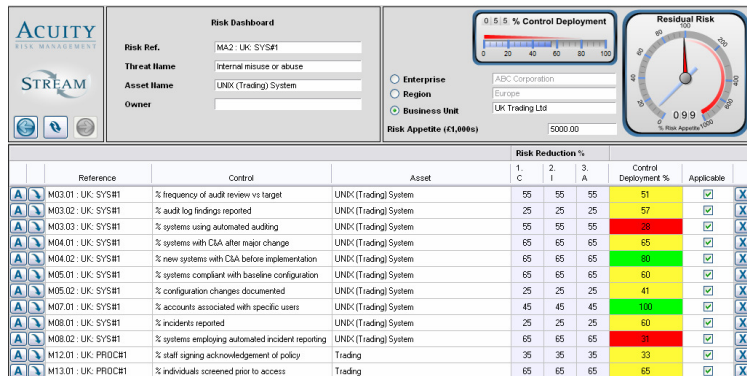 ACUITY
RISK MANAGEMENT
STREAM
Risk Dashboard
Risk Ref. MA2 : UK: SYS#1
Threat Name Internal misuse or abuse
Asset Name UNIX (Trading) System
Owner
0 5 5 % Control Deployment
0 20 40 60 80 100
Enterprise ABC Corporation
Region Europe
Business Unit UK Trading Ltd
Risk Appetite (£1,000s) 5000.00
Residual Risk
0 20 40 60 80 100 200 400 600 800 1000
0 9 9
% Risk Appetite
Risk Reduction %
Reference Control Asset 1. C 2. I 3. A Control Deployment % Applicable
A M03.01 : UK: SYS#1 % frequency of audit review vs target UNIX (Trading) System 55 55 55 51 X
A M03.02 : UK: SYS#1 % audit log findings reported UNIX (Trading) System 25 25 25 57 X
A M03.03 : UK: SYS#1 % systems using automated auditing UNIX (Trading) System 55 55 55 28 X
A M04.01 : UK: SYS#1 % systems with C&A after major change UNIX (Trading) System 65 65 65 65 X
A M04.02 : UK: SYS#1 % new systems with C&A before implementation UNIX (Trading) System 65 65 65 80 X
A M05.01 : UK: SYS#1 % systems compliant with baseline configuration UNIX (Trading) System 65 65 65 60 X
A M05.02 : UK: SYS#1 % configuration changes documented UNIX (Trading) System 25 25 25 41 X
A M07.01 : UK: SYS#1 % accounts associated with specific users UNIX (Trading) System 45 45 45 100 X
A M08.01 : UK: SYS#1 % incidents reported UNIX (Trading) System 25 25 25 60 X
A M08.02 : UK: SYS#1 % systems employing automated incident reporting UNIX (Trading) System 65 65 65 31 X
A M12.01 : UK: PROC#1 % staff signing acknowledgement of policy Trading 35 35 35 33 X
A M13.01 : UK: PROC#1 % individuals screened prior to access Trading 65 65 65 65 X